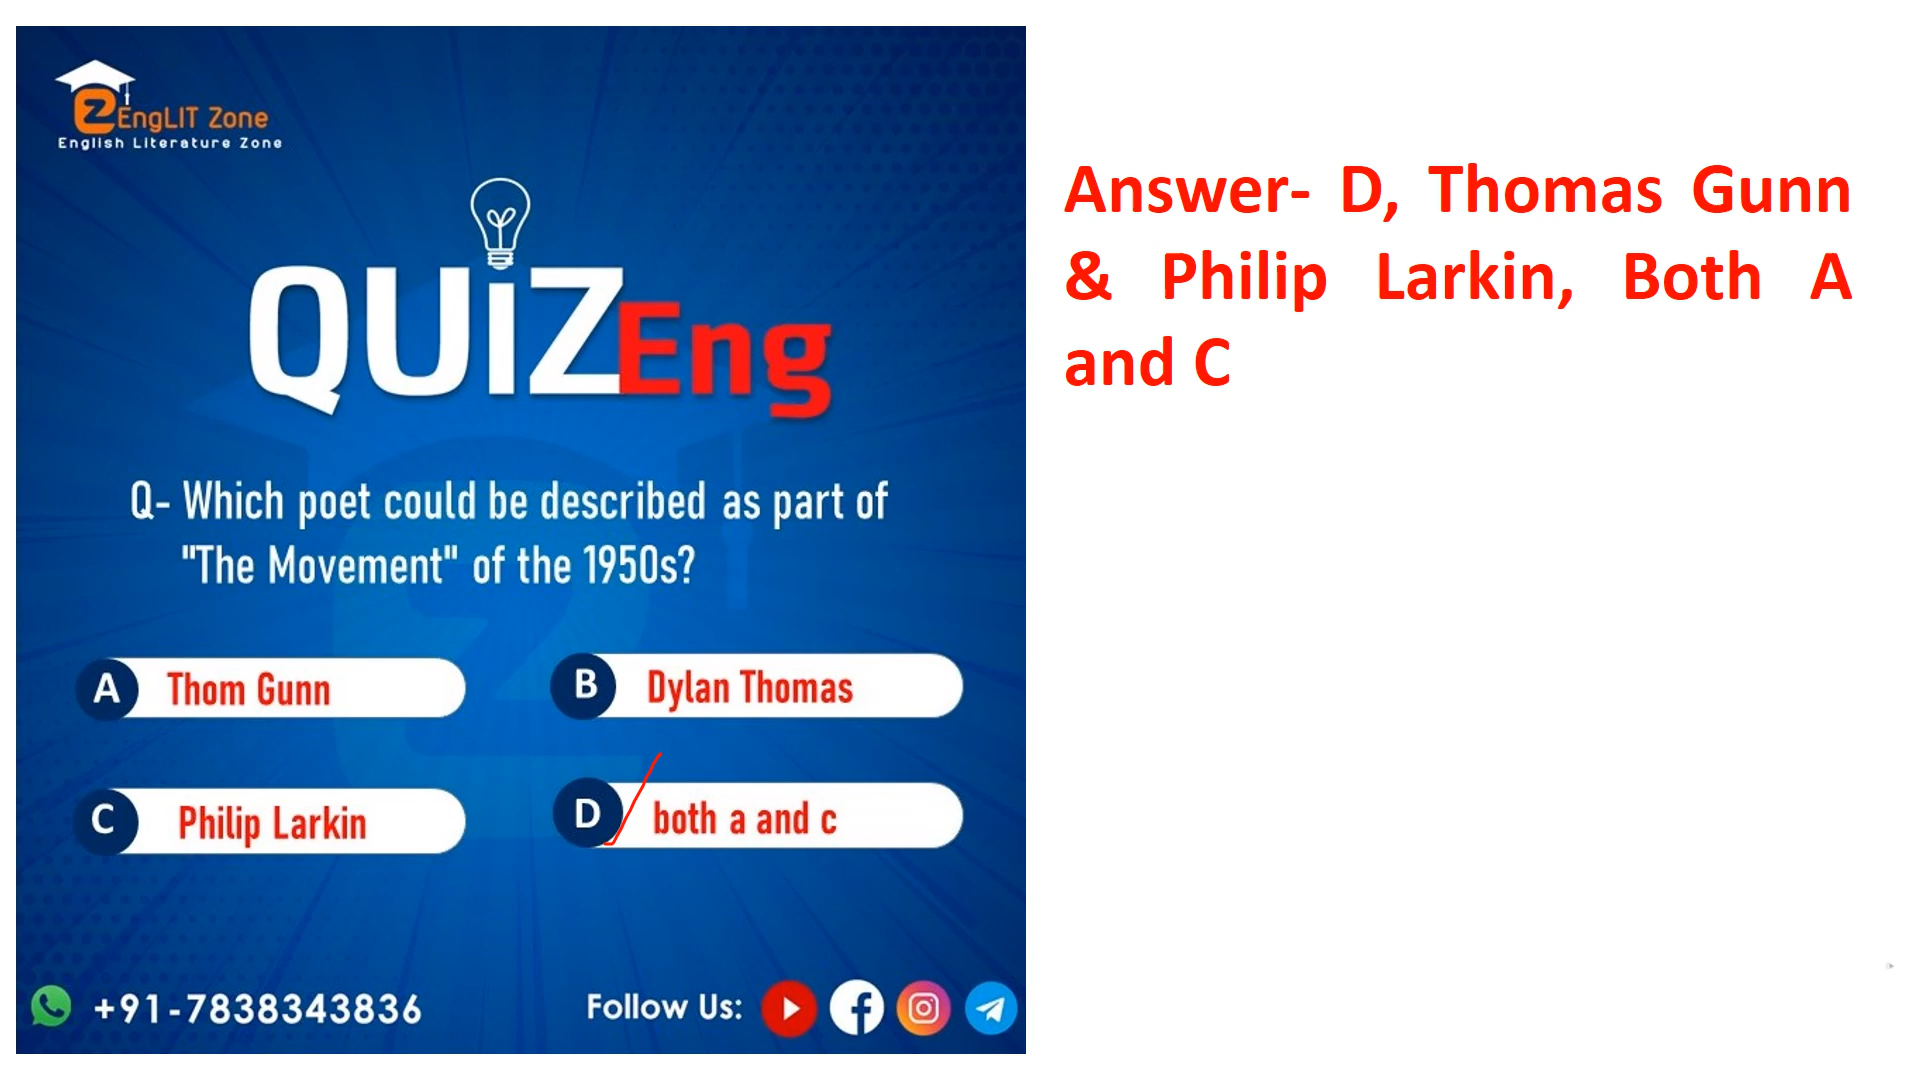 EngLIT Zone
English Literature Zone
QUiZEng
Q- Which poet could be described as part of
"The Movement" of the 1950s?
A Thom Gunn
B Dylan Thomas
C Philip Larkin
D both a and c
+91-7838343836
Follow Us:
Answer- D, Thomas Gunn
& Philip Larkin, Both A
and C